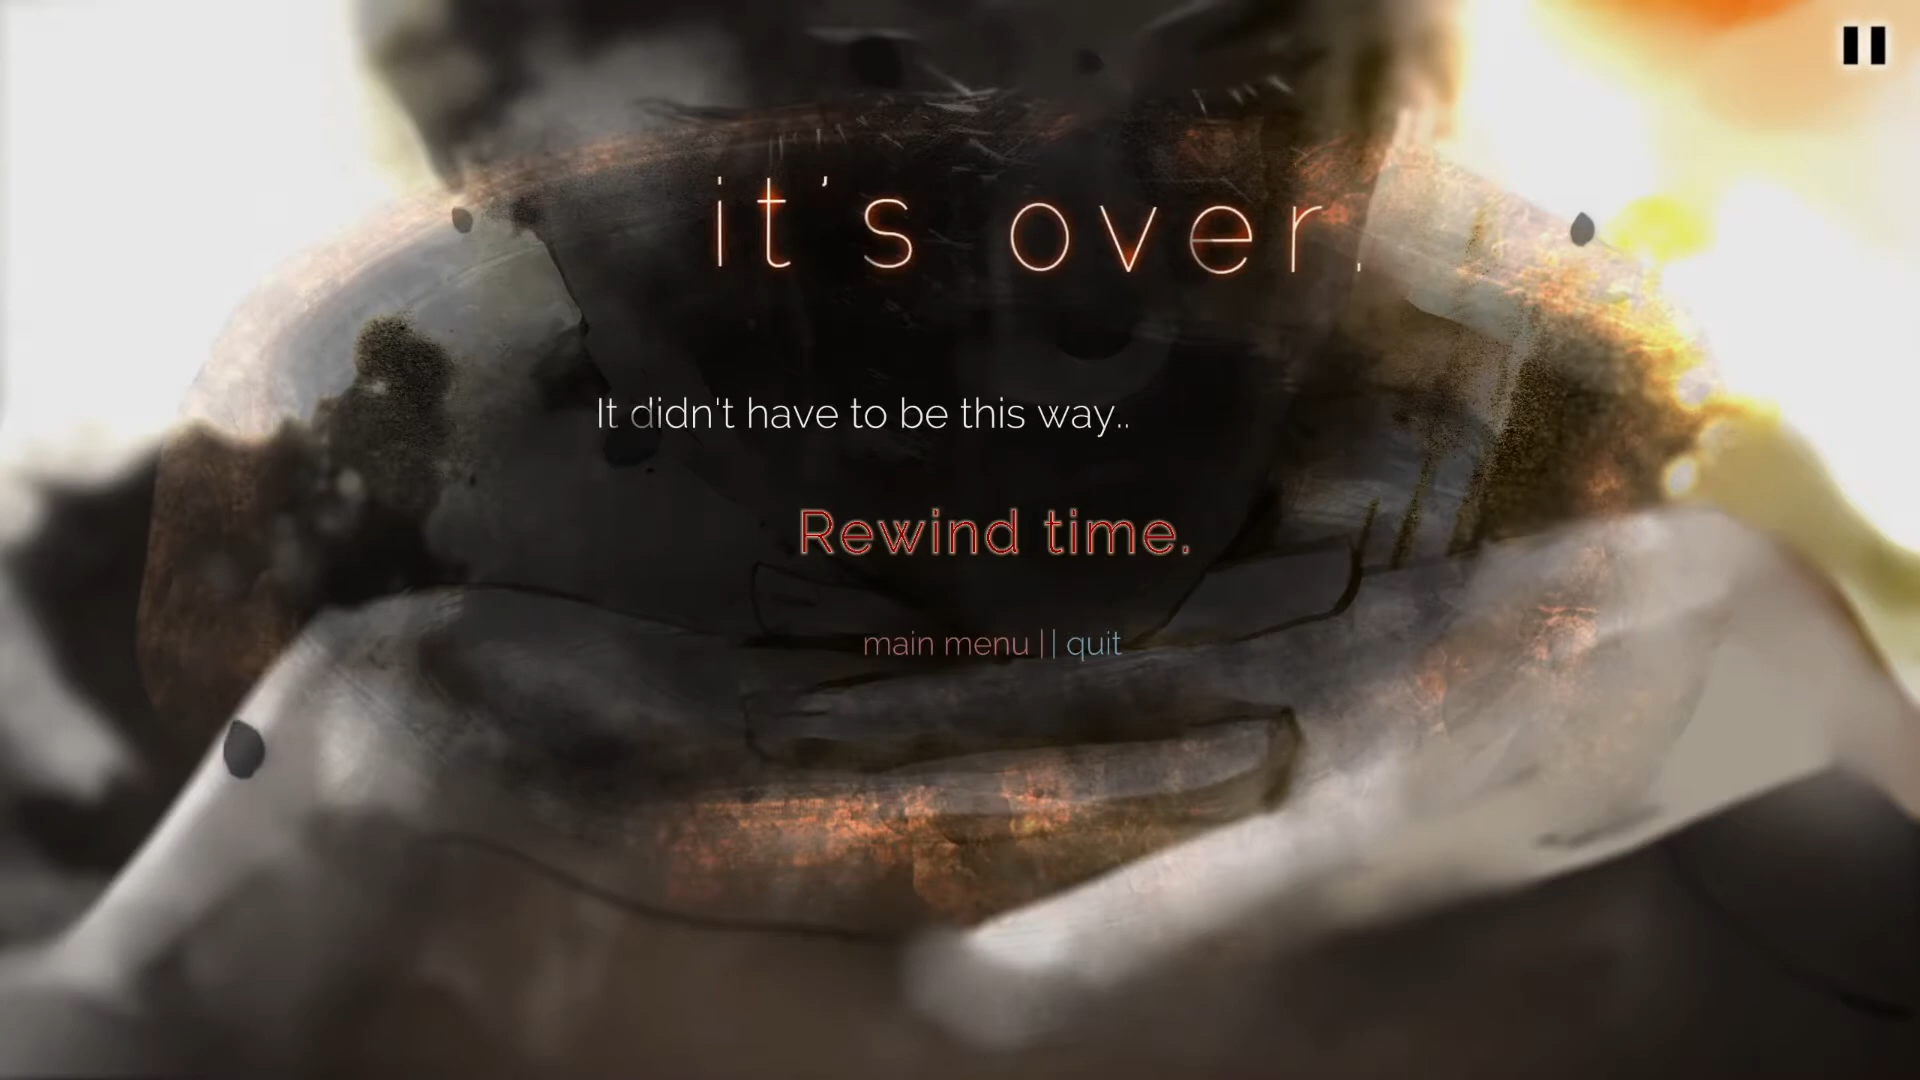 it's over.
It didn't have to be this way..
Rewind time.
main menu || quit